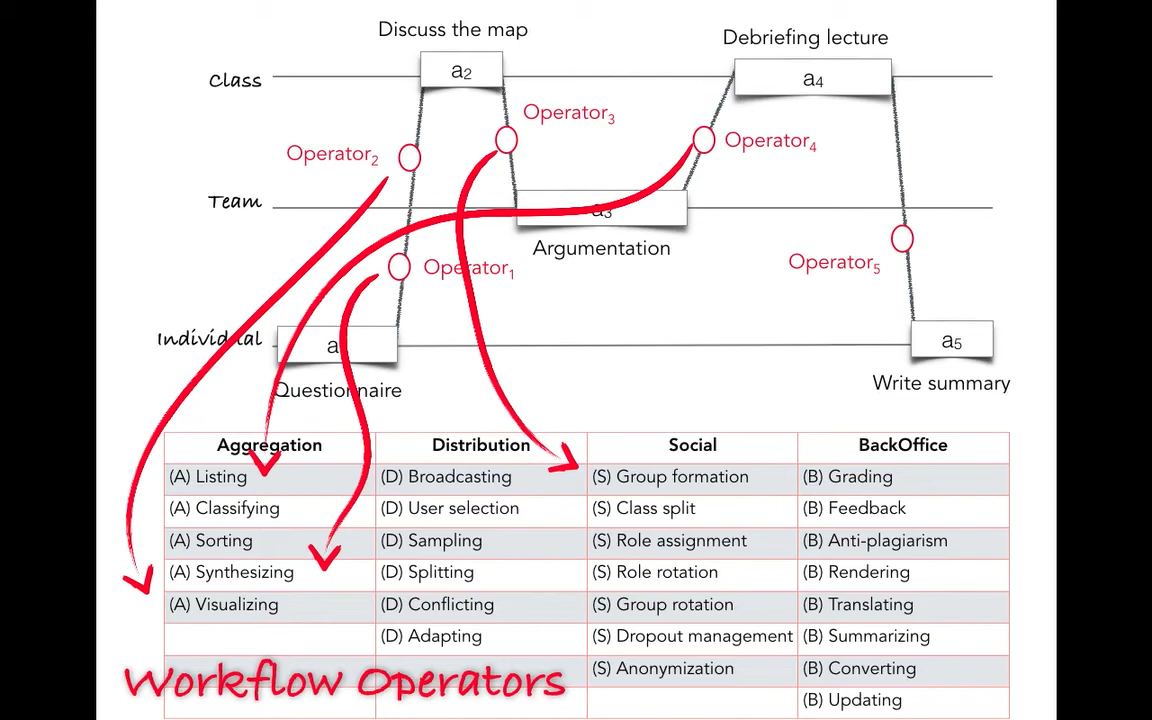 Discuss the map
Debriefing lecture
Class
a2
a4
Operator3
Operator2
Operator4
Team
a3
Argumentation
Operator1
Operator5
Individual
a
a5
Questionnaire
Write summary
Aggregation Distribution Social BackOffice
(A) Listing (D) Broadcasting (S) Group formation (B) Grading
(A) Classifying (D) User selection (S) Class split (B) Feedback
(A) Sorting (D) Sampling (S) Role assignment (B) Anti-plagiarism
(A) Synthesizing (D) Splitting (S) Role rotation (B) Rendering
(A) Visualizing (D) Conflicting (S) Group rotation (B) Translating
(D) Adapting (S) Dropout management (B) Summarizing
(S) Anonymization (B) Converting
(B) Updating
Workflow Operators